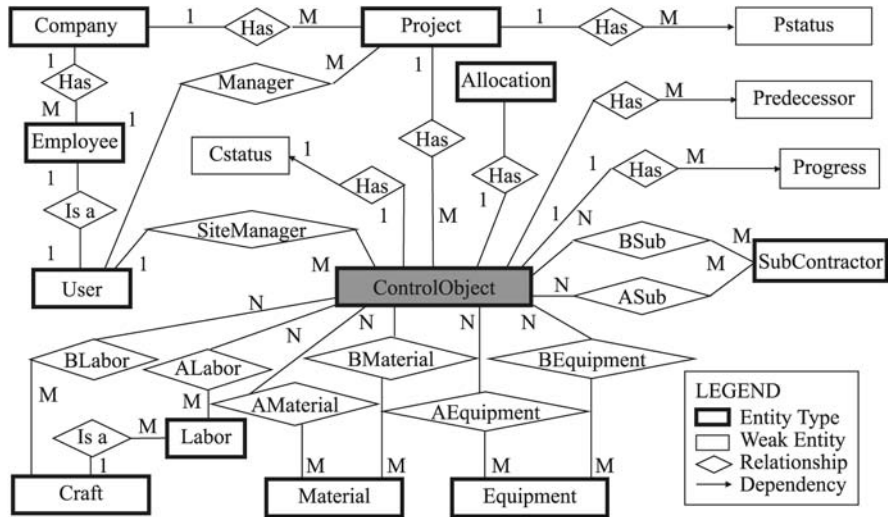 Company
1
Has
M
Project
1
Has
M
Pstatus
1
Has
M
Manager
M
1
Allocation
Has
M
Predecessor
Employee
1
Cstatus
1
Has
Has
1
Has
M
Progress
1
Is a
Has
1
1
1
N
SiteManager
M
BSub
M
SubContractor
1
User
1
M
ControlObject
N
M
ASub
N
N
N
N
N
BLabor
ALabor
BMaterial
BEquipment
M
M
AMaterial
AEquipment
Is a
M
Labor
1
M
M
M
M
Craft
Material
Equipment
LEGEND
Entity Type
Weak Entity
Relationship
Dependency